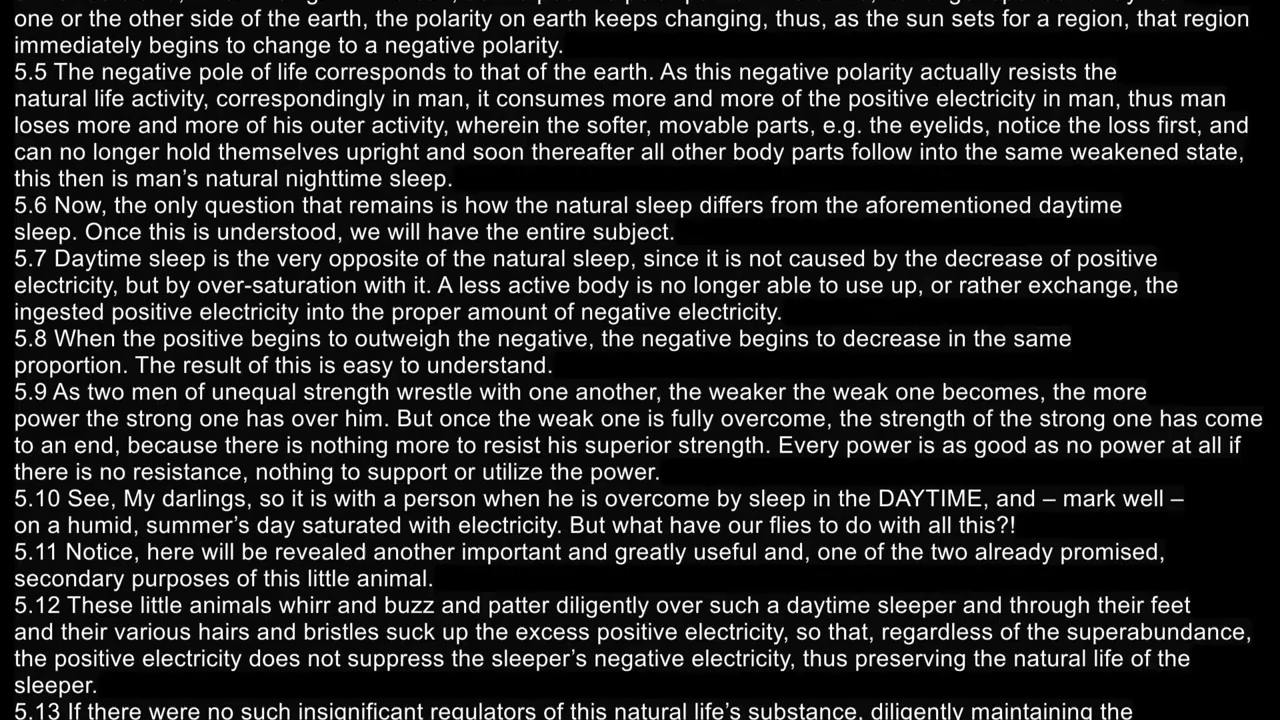 one or the other side of the earth, the polarity on earth keeps changing, thus, as the sun sets for a region, that region
immediately begins to change to a negative polarity.
5.5 The negative pole of life corresponds to that of the earth. As this negative polarity actually resists the
natural life activity, correspondingly in man, it consumes more and more of the positive electricity in man, thus man
loses more and more of his outer activity, wherein the softer, movable parts, e.g. the eyelids, notice the loss first, and
can no longer hold themselves upright and soon thereafter all other body parts follow into the same weakened state,
this then is man’s natural nighttime sleep.
5.6 Now, the only question that remains is how the natural sleep differs from the aforementioned daytime
sleep. Once this is understood, we will have the entire subject.
5.7 Daytime sleep is the very opposite of the natural sleep, since it is not caused by the decrease of positive
electricity, but by over-saturation with it. A less active body is no longer able to use up, or rather exchange, the
ingested positive electricity into the proper amount of negative electricity.
5.8 When the positive begins to outweigh the negative, the negative begins to decrease in the same
proportion. The result of this is easy to understand.
5.9 As two men of unequal strength wrestle with one another, the weaker the weak one becomes, the more
power the strong one has over him. But once the weak one is fully overcome, the strength of the strong one has come
to an end, because there is nothing more to resist his superior strength. Every power is as good as no power at all if
there is no resistance, nothing to support or utilize the power.
5.10 See, My darlings, so it is with a person when he is overcome by sleep in the DAYTIME, and – mark well –
on a humid, summer’s day saturated with electricity. But what have our flies to do with all this?!
5.11 Notice, here will be revealed another important and greatly useful and, one of the two already promised,
secondary purposes of this little animal.
5.12 These little animals whirr and buzz and patter diligently over such a daytime sleeper and through their feet
and their various hairs and bristles suck up the excess positive electricity, so that, regardless of the superabundance,
the positive electricity does not suppress the sleeper’s negative electricity, thus preserving the natural life of the
sleeper.
5.13 If there were no such insignificant regulators of this natural life’s substance, diligently maintaining the